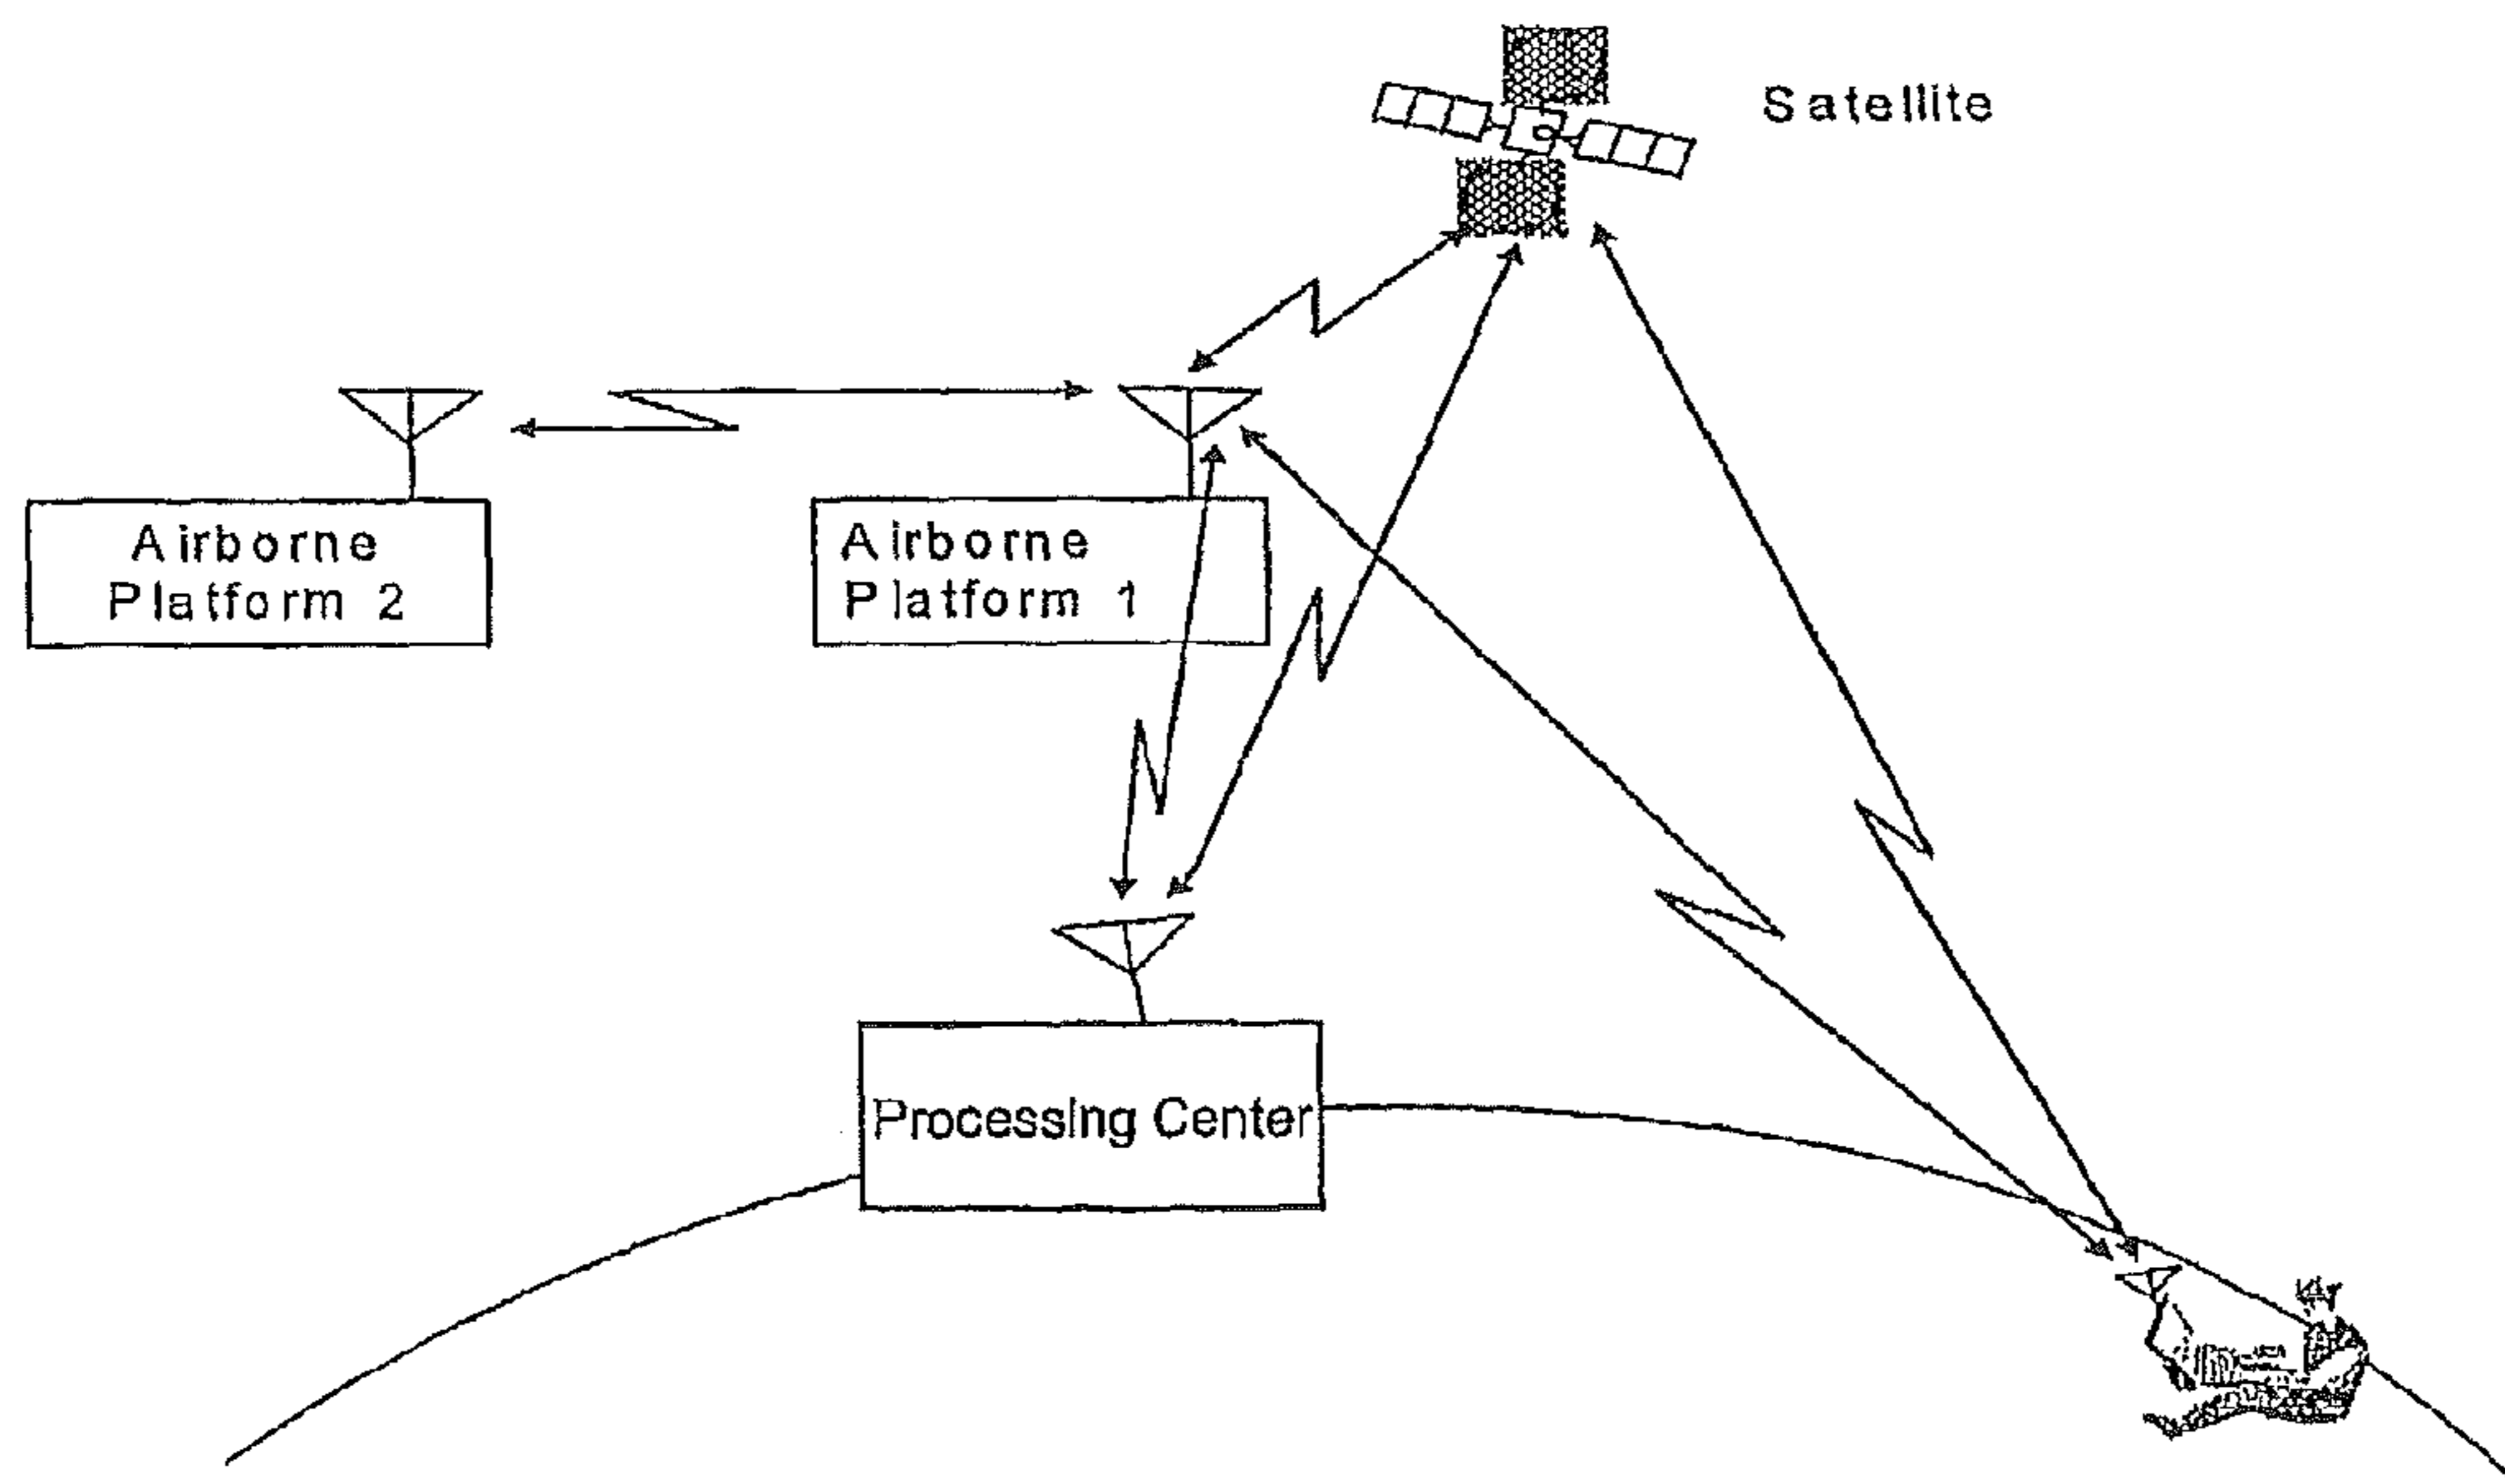 Satellite
Airborne
Platform 2
Airborne
Platform 1
Processing Center